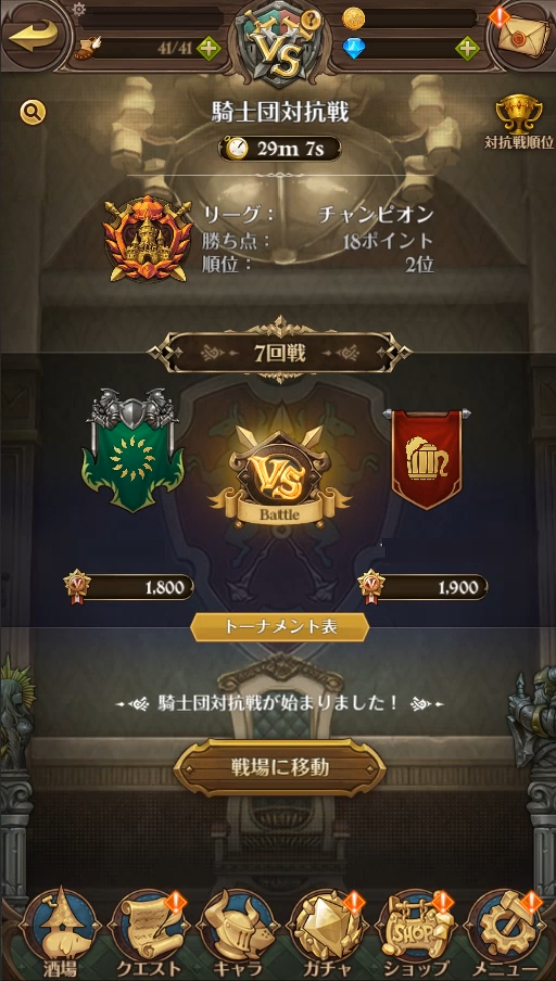 41/41
VS
?
騎士団対抗戦
29m 7s
対抗戦順位
リーグ： チャンピオン
勝ち点： 18ポイント
順位： 2位
7回戦
VS
Battle
1,800
1,900
トーナメント表
騎士団対抗戦が始まりました！
戦場に移動
SHOP
酒場 クエスト キャラ ガチャ ショップ メニュー